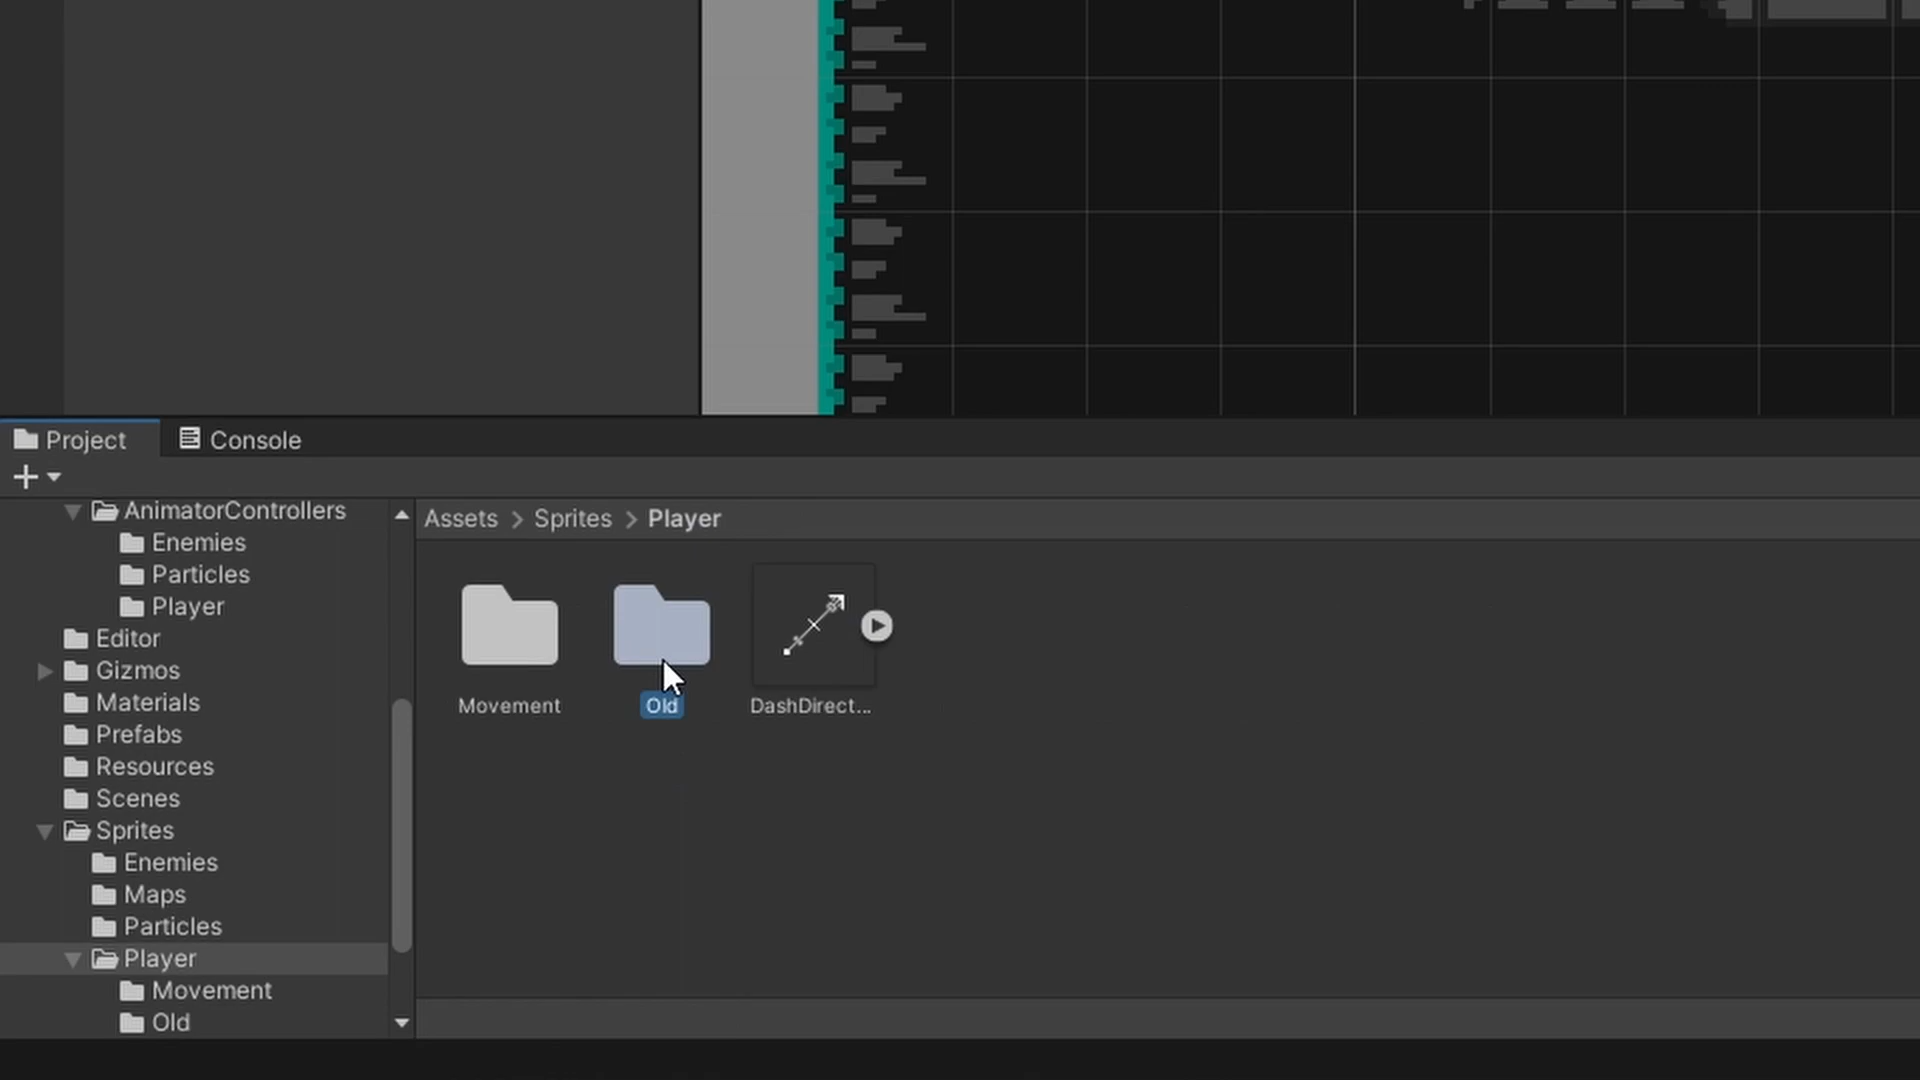 Project
Console
AnimatorControllers
Enemies
Particles
Player
Editor
Gizmos
Materials
Prefabs
Resources
Scenes
Sprites
Enemies
Maps
Particles
Player
Movement
Old
Assets > Sprites > Player
Movement
Old
DashDirect...